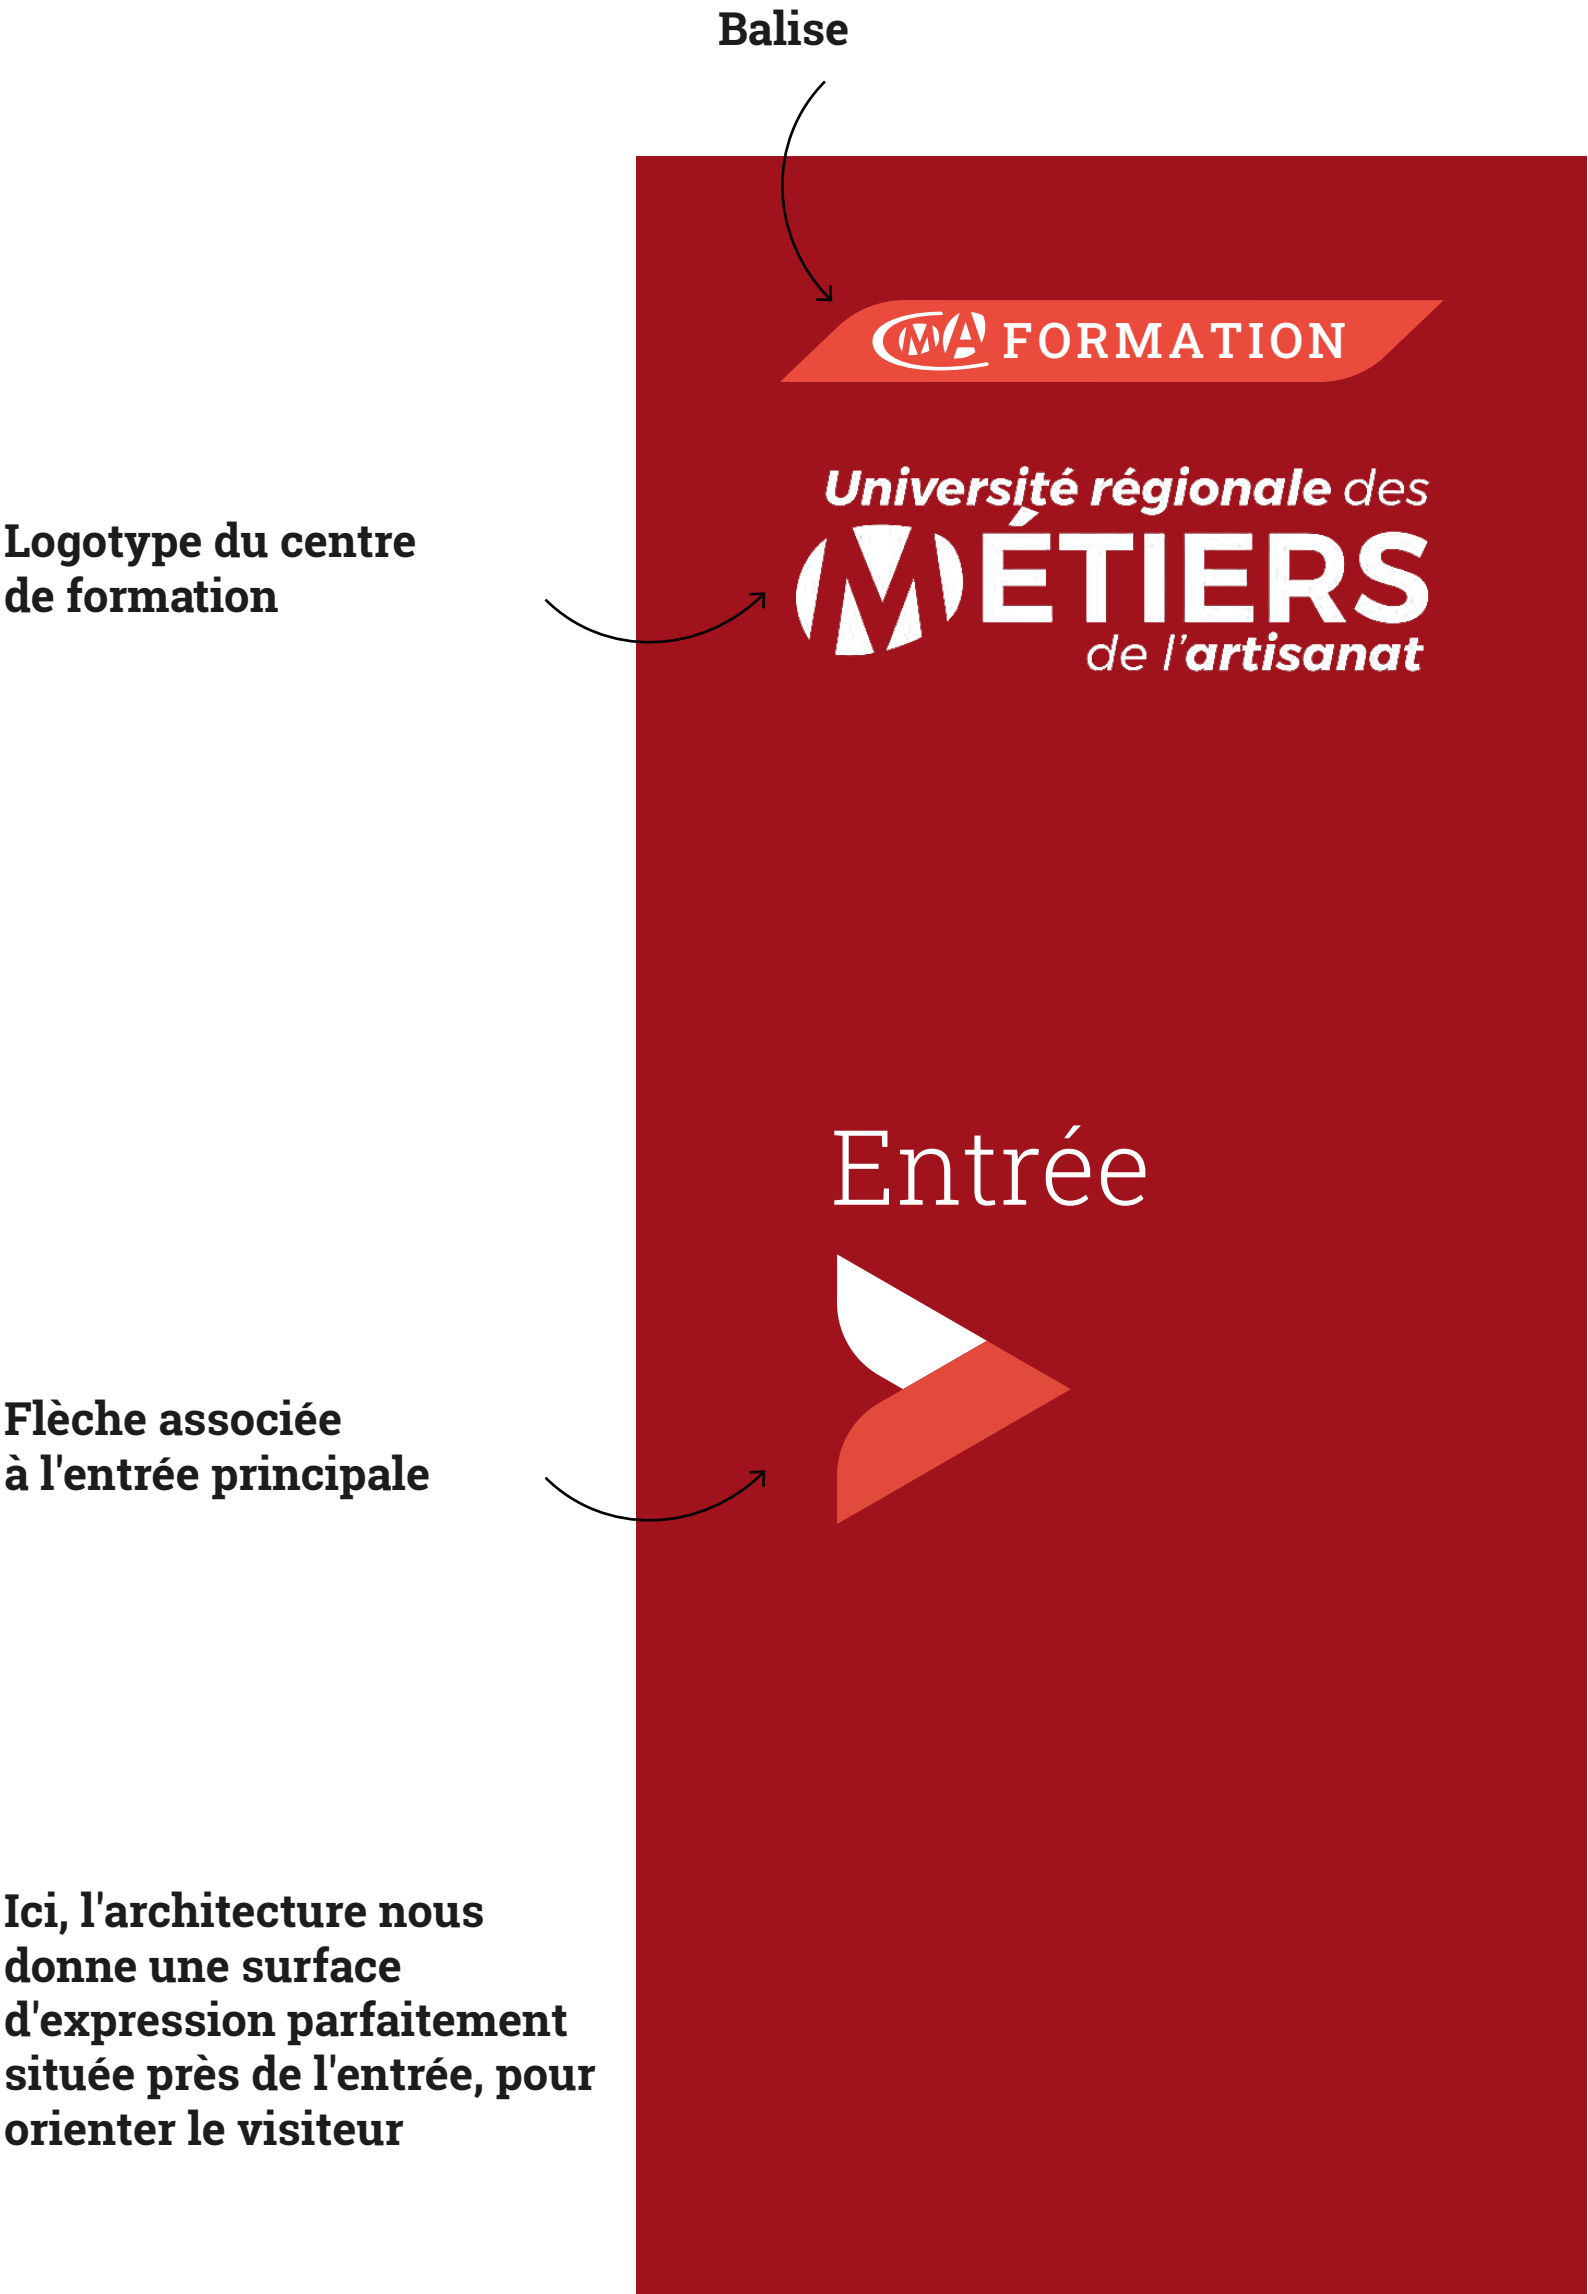 Balise
CMA FORMATION
Université régionale des
MÉTIERS
de l'artisanat
Logotype du centre
de formation
Entrée
Flèche associée
à l'entrée principale
Ici, l'architecture nous
donne une surface
d'expression parfaitement
située près de l'entrée, pour
orienter le visiteur